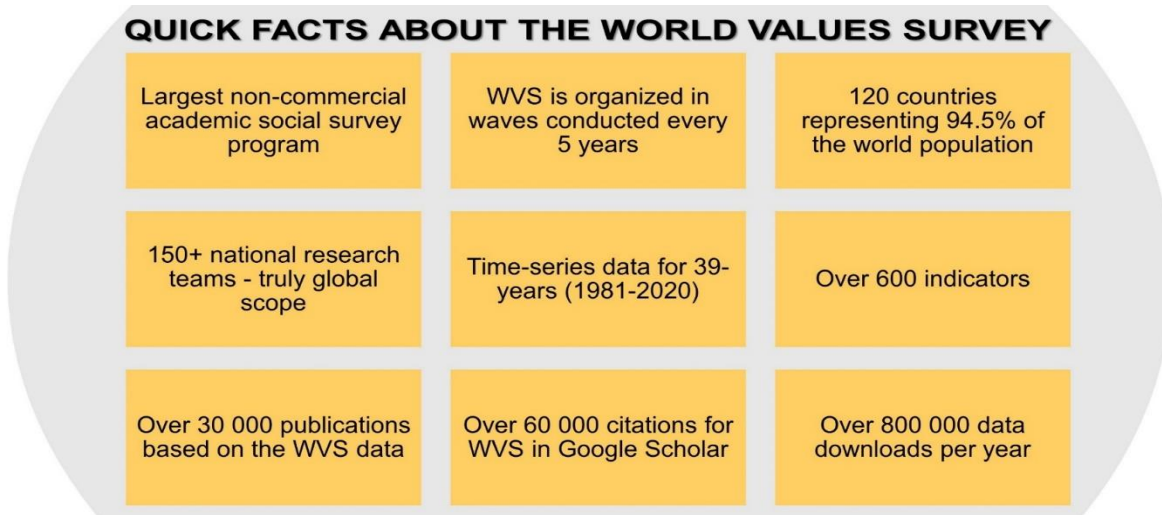 QUICK FACTS ABOUT THE WORLD VALUES SURVEY
Largest non-commercial
academic social survey
program
WVS is organized in
waves conducted every
5 years
120 countries
representing 94.5% of
the world population
150+ national research
teams - truly global
scope
Time-series data for 39-
years (1981-2020)
Over 600 indicators
Over 30 000 publications
based on the WVS data
Over 60 000 citations for
WVS in Google Scholar
Over 800 000 data
downloads per year